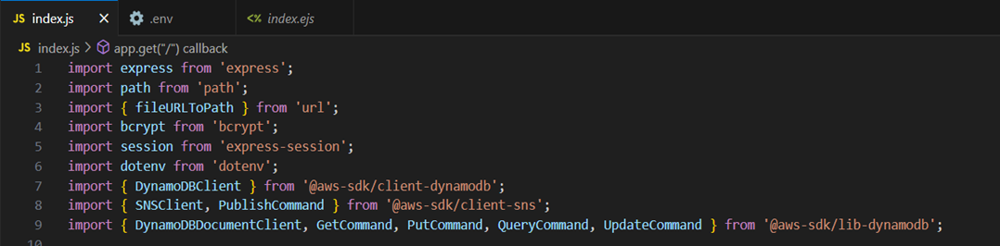 JS index.js × .env <% index.ejs
JS index.js > app.get("/") callback
1 import express from 'express';
2 import path from 'path';
3 import { fileURLToPath } from 'url';
4 import bcrypt from 'bcrypt';
5 import session from 'express-session';
6 import dotenv from 'dotenv';
7 import { DynamoDBClient } from '@aws-sdk/client-dynamodb';
8 import { SNSClient, PublishCommand } from '@aws-sdk/client-sns';
9 import { DynamoDBDocumentClient, GetCommand, PutCommand, QueryCommand, UpdateCommand } from '@aws-sdk/lib-dynamodb';
10